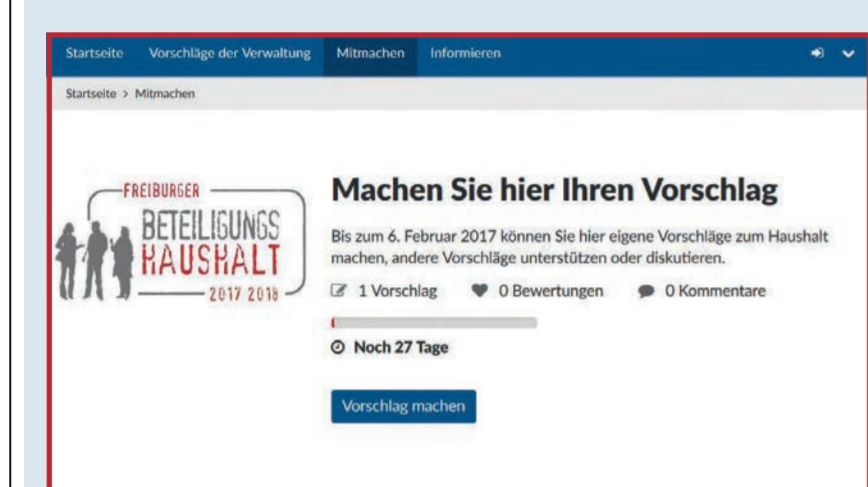 Startseite Vorschläge der Verwaltung Mitmachen Informieren
Startseite > Mitmachen
FREIBURGER
BETEILIGUNGS
HAUSHALT
2017 2018
Machen Sie hier Ihren Vorschlag
Bis zum 6. Februar 2017 können Sie hier eigene Vorschläge zum Haushalt
machen, andere Vorschläge unterstützen oder diskutieren.
1 Vorschlag 0 Bewertungen 0 Kommentare
Noch 27 Tage
Vorschlag machen